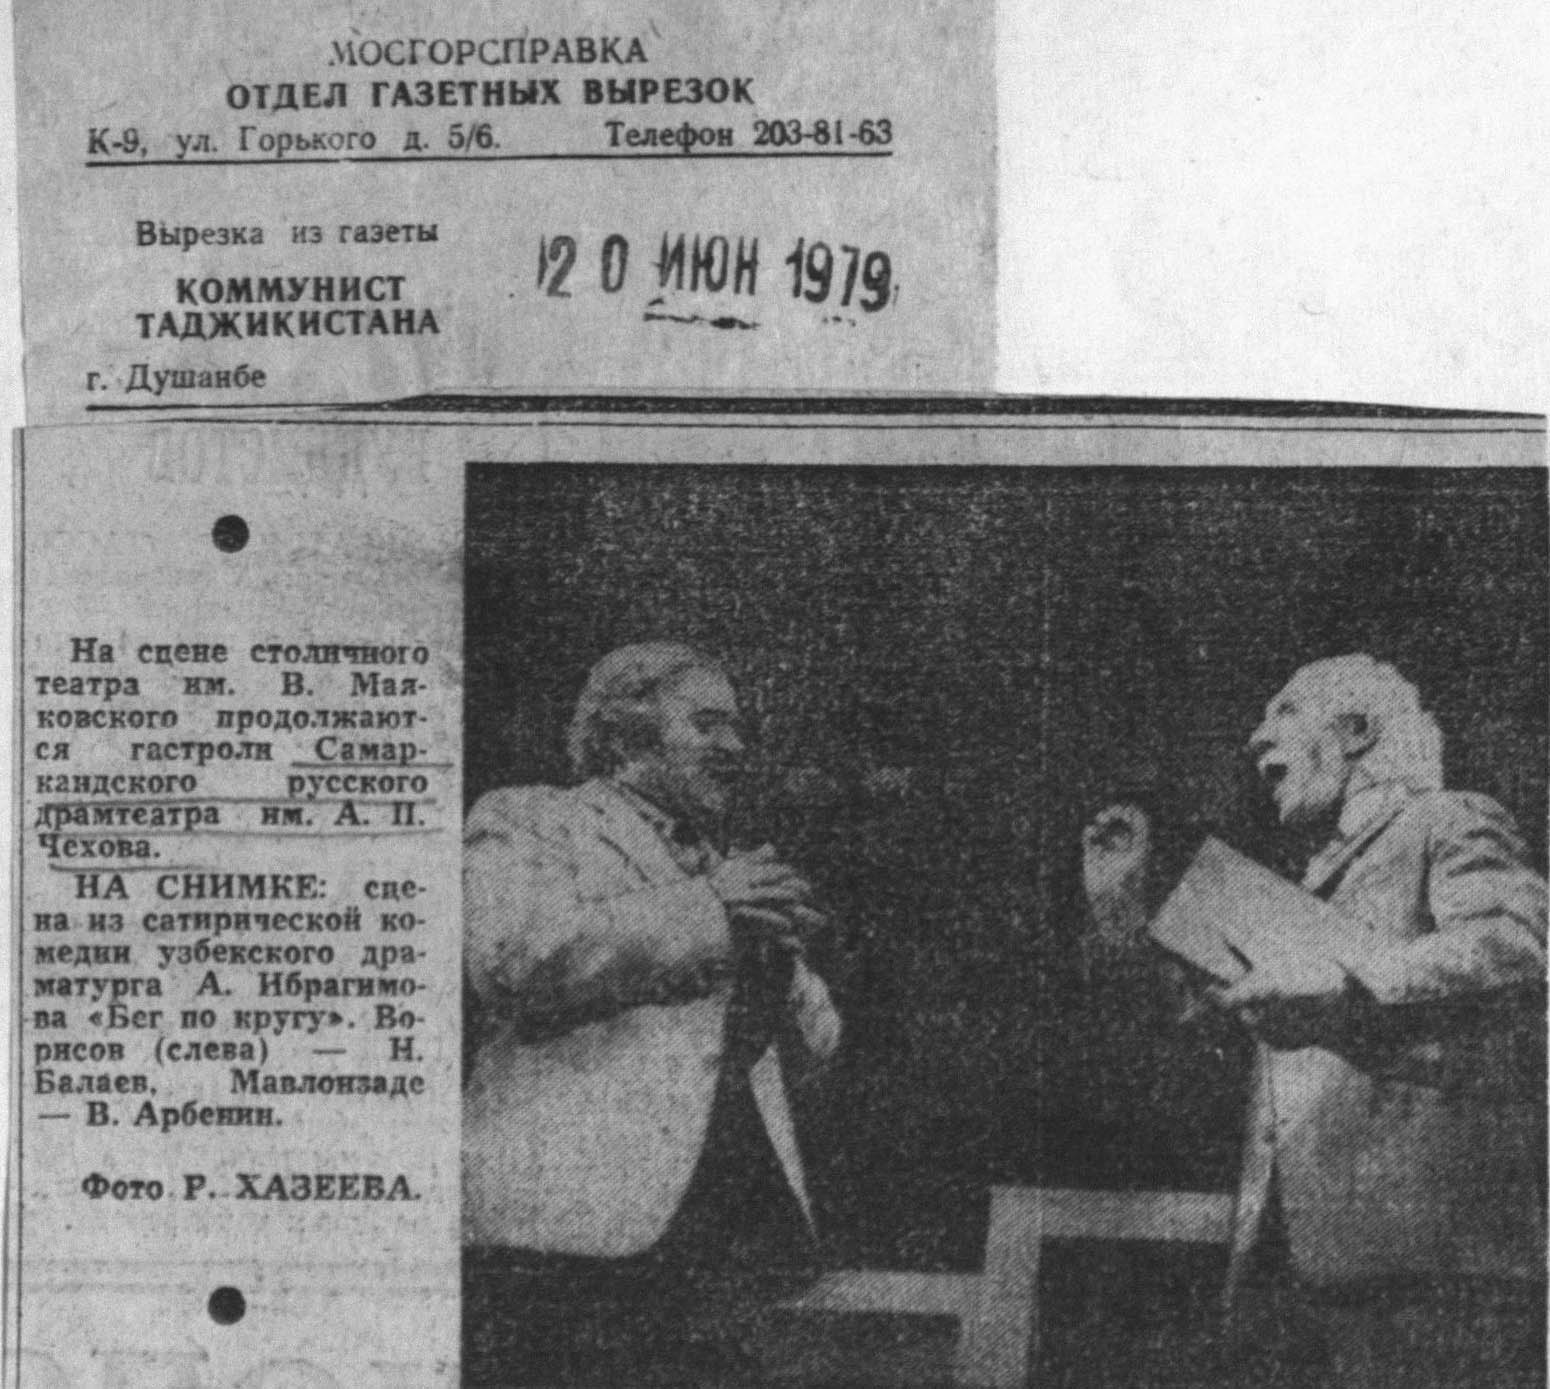 МОСГОРСПРАВКА
ОТДЕЛ ГАЗЕТНЫХ ВЫРЕЗОК
К-9, ул. Горького д. 5/6. Телефон 203-81-63
Вырезка из газеты
КОММУНИСТ
ТАДЖИКИСТАНА
г. Душанбе
20 ИЮН 1979
На сцене столичного
театра им. В. Мая-
ковского продолжают-
ся гастроли Самар-
кандского русского
драмтеатра им. А. П.
Чехова.
НА СНИМКЕ: сце-
на из сатирической ко-
медии узбекского дра-
матурга А. Ибрагимо-
ва «Бег по кругу». Бо-
рисов (слева) — Н.
Балаев, Мавлонзаде
— В. Арбенин.
Фото Р. ХАЗЕЕВА.